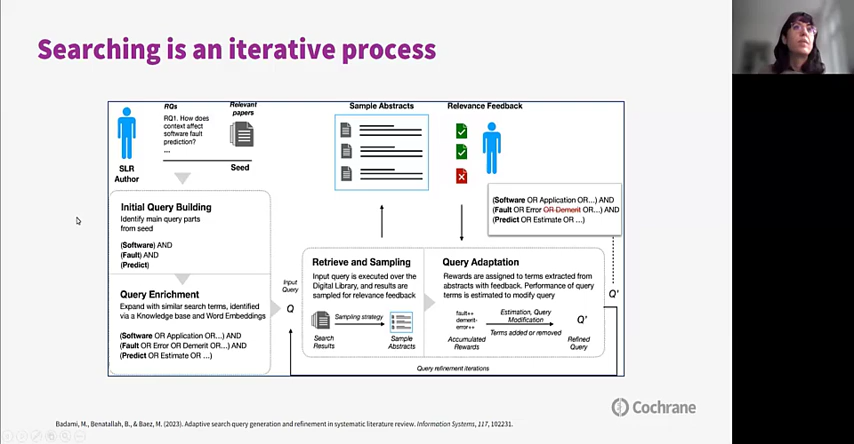 Searching is an iterative process
RQs
RQ1. How does
context affect
software fault
prediction?
...
Relevant
papers
SLR
Author
Seed
Initial Query Building
Identify main query parts
from seed
(Software) AND
(Fault) AND
(Predict)
Query Enrichment
Expand with similar search terms, identified
via a Knowledge base and Word Embeddings
(Software OR Application OR...) AND
(Fault OR Error OR Demerit OR...) AND
(Predict OR Estimate OR ...)
Input
Query
Q
Sample Abstracts
Relevance Feedback
(Software OR Application OR...) AND
(Fault OR Error OR Demerit OR...) AND
(Predict OR Estimate OR ...)
Retrieve and Sampling
Input query is executed over the
Digital Library, and results are
sampled for relevance feedback
Sampling strategy
Search
Results
Sample
Abstracts
Query Adaptation
Rewards are assigned to terms extracted from
abstracts with feedback. Performance of query
terms is estimated to modify query
fault++
demerit-
error++
Accumulated
Rewards
Estimation, Query
Modification
Terms added or removed
Q'
Refined
Query
Q'
Query refinement iterations
Cochrane
Badami, M., Benatallah, B., & Baez, M. (2023). Adaptive search query generation and refinement in systematic literature review. Information Systems, 117, 102231.